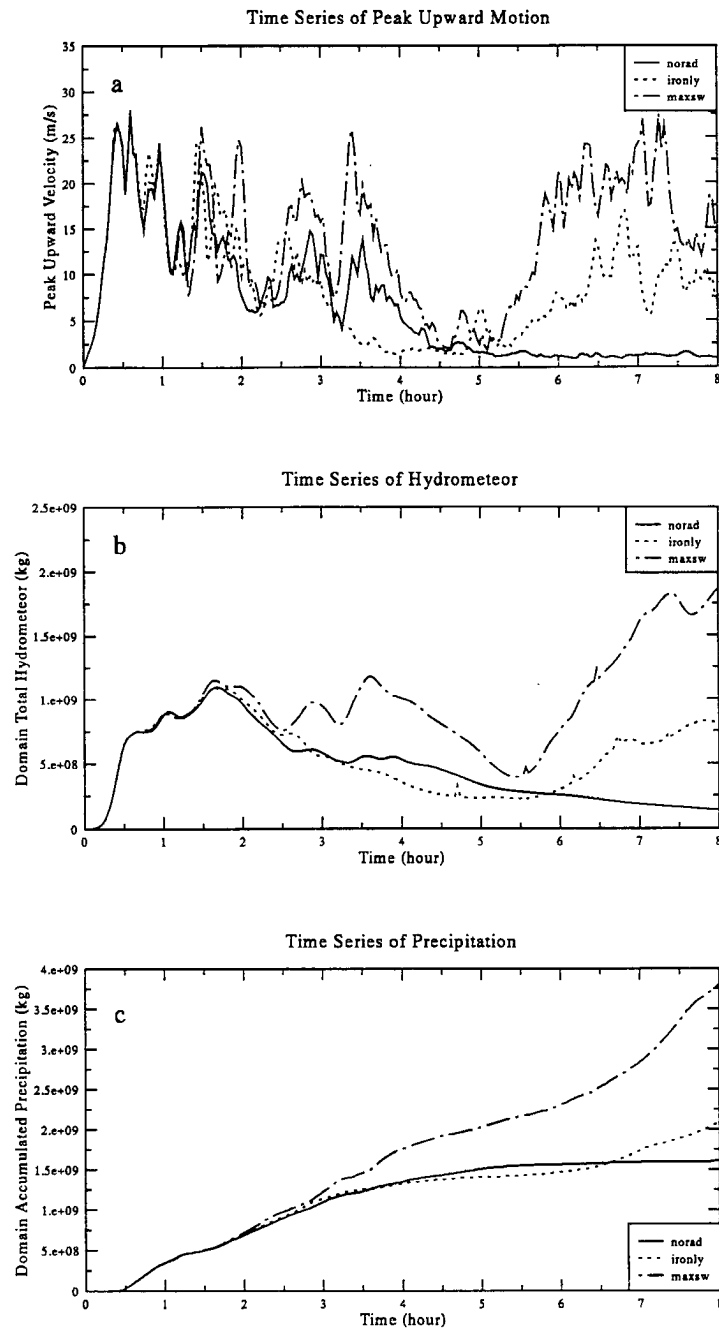 Time Series of Peak Upward Motion
a
norad
ironly
maxsw
Peak Upward Velocity (m/s)
35
30
25
20
15
10
5
0
0 1 2 3 4 5 6 7 8
Time (hour)
Time Series of Hydrometeor
b
norad
ironly
maxsw
Domain Total Hydrometeor (kg)
2.5e+09
2.e+09
1.5e+09
1.e+09
5.e+08
0
0 1 2 3 4 5 6 7 8
Time (hour)
Time Series of Precipitation
c
Domain Accumulated Precipitation (kg)
4.e+09
3.5e+09
3.e+09
2.5e+09
2.e+09
1.5e+09
1.e+09
5.e+08
0
norad
ironly
maxsw
0 1 2 3 4 5 6 7 8
Time (hour)